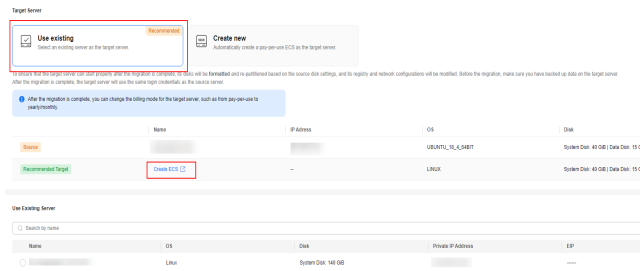 Target Server
Recommended
Use existing
Select an existing server as the target server.
Create new
Automatically create a pay-per-use ECS as the target server.
To ensure that the target server can start properly after the migration is complete, its disks will be formatted and re-partitioned based on the source disk settings, and its registry and network configurations will be modified. Before the migration, make sure you have backed up data on the target server
After the migration is complete, the target server will use the same login credentials as the source server.
After the migration is complete, you can change the billing mode for the target server, such as from pay-per-use to
yearly/monthly.
Name IP Adress OS Disk
Source UBUNTU_18_4_64BIT System Disk: 40 GiB | Data Disk: 15 G
Recommended Target Create ECS -- LINUX System Disk: 40 GiB | Data Disk: 15 G
Use Existing Server
Search by name
Name OS Disk Private IP Address EIP
Linux System Disk: 140 GiB -----